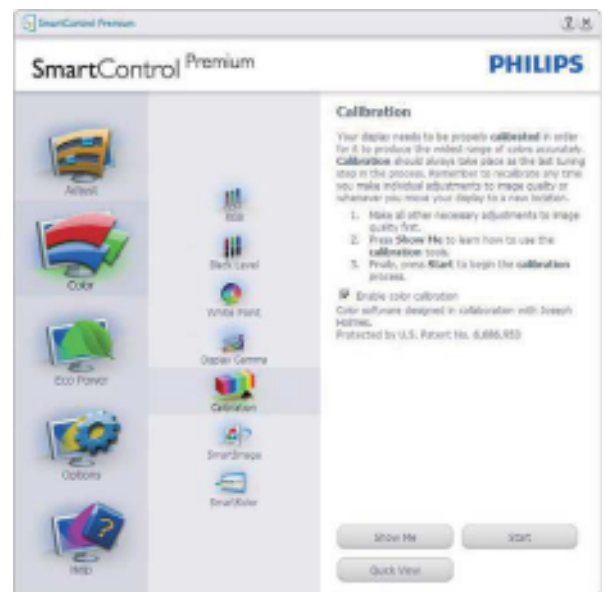 SmartControl Premium
? X
SmartControl Premium
PHILIPS
Adjust
Color
Eco Power
Options
Help
RGB
Black Level
White Point
Display Gamma
Calibration
SmartImage
SmartKolor
Calibration
Your display needs to be properly calibrated in order
for it to produce the widest range of colors accurately.
Calibration should always take place as the last tuning
step in the process. Remember to recalibrate any time
you make individual adjustments to image quality or
whenever you move your display to a new location.
1. Make all other necessary adjustments to image
quality first.
2. Press Show Me to learn how to use the
calibration tools.
3. Finally, press Start to begin the calibration
process.
Enable color calibration
Color software designed in collaboration with Joseph
Holmes.
Protected by U.S. Patent No. 6,686,953
Show Me
Start
Quick View